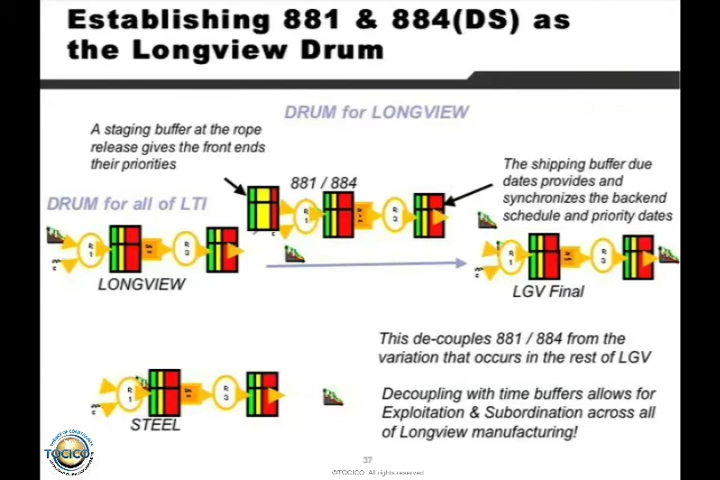 Establishing 881 & 884(DS) as
the Longview Drum
DRUM for LONGVIEW
A staging buffer at the rope
release gives the front ends
their priorities
881 / 884
The shipping buffer due
dates provides and
synchronizes the backend
schedule and priority dates
DRUM for all of LTI
LONGVIEW
LGV Final
This de-couples 881 / 884 from the
variation that occurs in the rest of LGV
Decoupling with time buffers allows for
Exploitation & Subordination across all
of Longview manufacturing!
STEEL
TOCICO
37
©TOCICO. All rights reserved